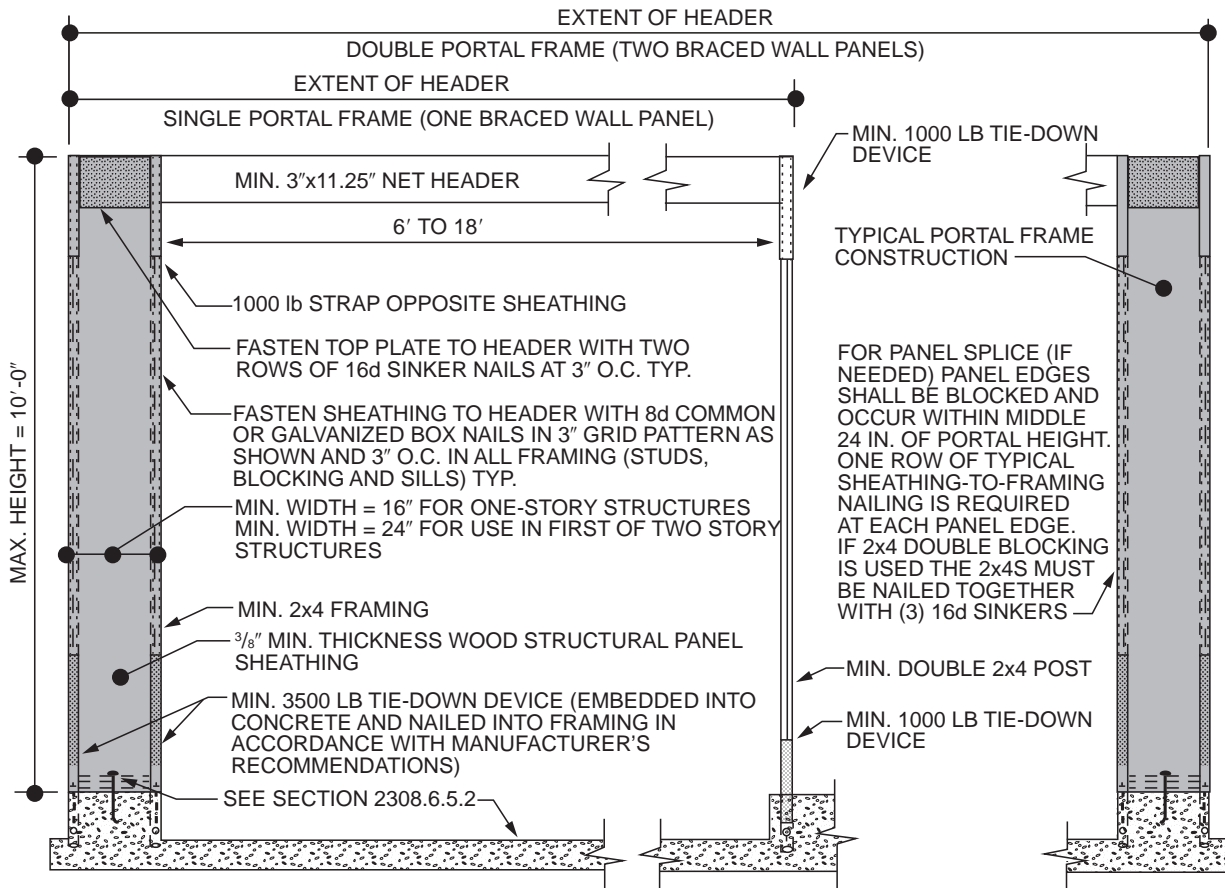 EXTENT OF HEADER
DOUBLE PORTAL FRAME (TWO BRACED WALL PANELS)
EXTENT OF HEADER
SINGLE PORTAL FRAME (ONE BRACED WALL PANEL)
MIN. 1000 LB TIE-DOWN
DEVICE
MIN. 3″x11.25″ NET HEADER
6′ TO 18′
TYPICAL PORTAL FRAME
CONSTRUCTION
1000 lb STRAP OPPOSITE SHEATHING
FASTEN TOP PLATE TO HEADER WITH TWO
ROWS OF 16d SINKER NAILS AT 3″ O.C. TYP.
FASTEN SHEATHING TO HEADER WITH 8d COMMON
OR GALVANIZED BOX NAILS IN 3″ GRID PATTERN AS
SHOWN AND 3″ O.C. IN ALL FRAMING (STUDS,
BLOCKING AND SILLS) TYP.
MIN. WIDTH = 16″ FOR ONE-STORY STRUCTURES
MIN. WIDTH = 24″ FOR USE IN FIRST OF TWO STORY
STRUCTURES
MAX. HEIGHT = 10′-0″
MIN. 2x4 FRAMING
3/8″ MIN. THICKNESS WOOD STRUCTURAL PANEL
SHEATHING
MIN. 3500 LB TIE-DOWN DEVICE (EMBEDDED INTO
CONCRETE AND NAILED INTO FRAMING IN
ACCORDANCE WITH MANUFACTURER'S
RECOMMENDATIONS)
SEE SECTION 2308.6.5.2
FOR PANEL SPLICE (IF
NEEDED) PANEL EDGES
SHALL BE BLOCKED AND
OCCUR WITHIN MIDDLE
24 IN. OF PORTAL HEIGHT.
ONE ROW OF TYPICAL
SHEATHING-TO-FRAMING
NAILING IS REQUIRED
AT EACH PANEL EDGE.
IF 2x4 DOUBLE BLOCKING
IS USED THE 2x4S MUST
BE NAILED TOGETHER
WITH (3) 16d SINKERS
MIN. DOUBLE 2x4 POST
MIN. 1000 LB TIE-DOWN
DEVICE